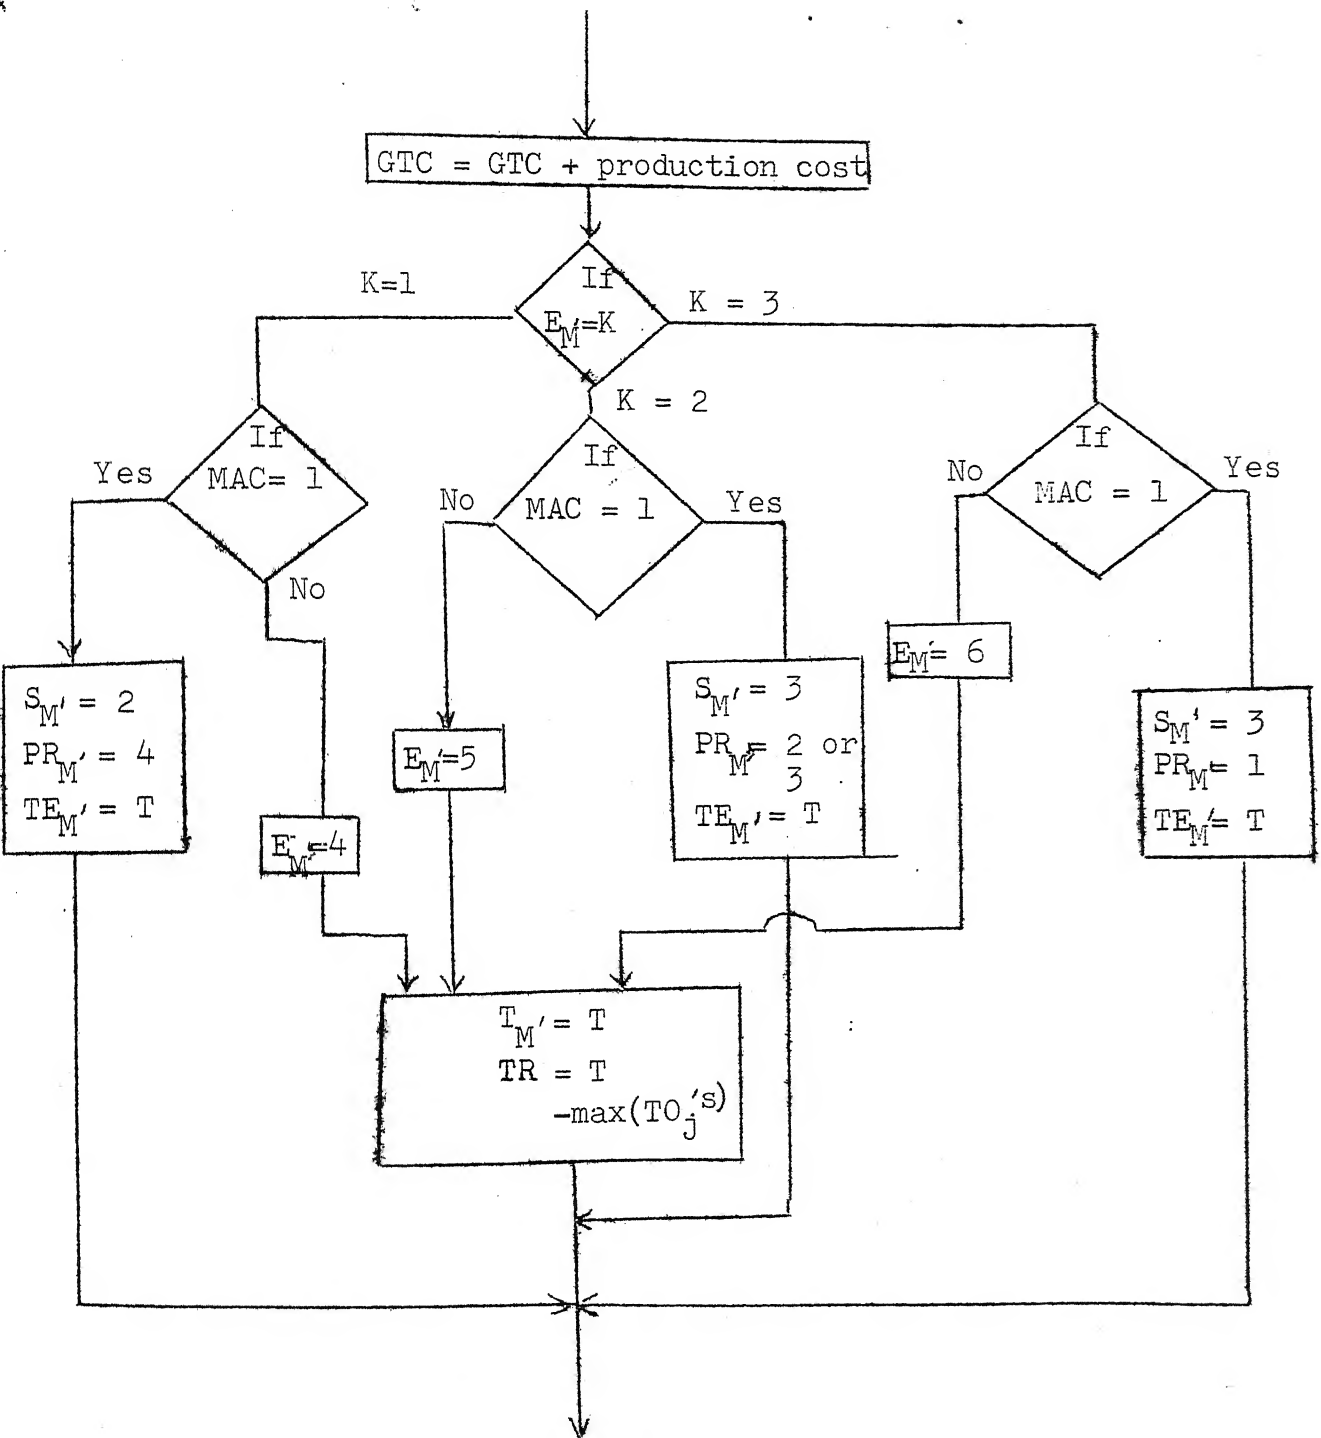 GTC = GTC + production cost
If
E_M'=K
K=1
K = 3
K = 2
If
MAC= 1
Yes
No
If
MAC = 1
No
Yes
If
MAC = 1
No
Yes
S_M' = 2
PR_M' = 4
TE_M' = T
E_M'=4
E_M'=5
S_M' = 3
PR_M' = 2 or
3
TE_M' = T
E_M'= 6
S_M' = 3
PR_M'= 1
TE_M'= T
T_M' = T
TR = T
-max(TO_j's)